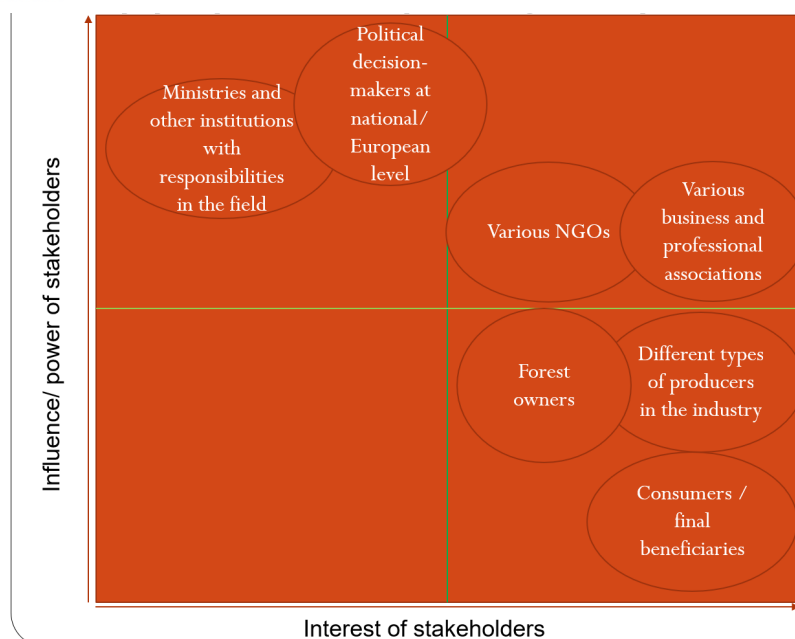 Political
decision-
makers at
national/
European
level
Ministries and
other institutions
with
responsibilities
in the field
Various NGOs
Various
business and
professional
associations
Forest
owners
Different types
of producers
in the industry
Consumers /
final
beneficiaries
Influence/ power of stakeholders
Interest of stakeholders